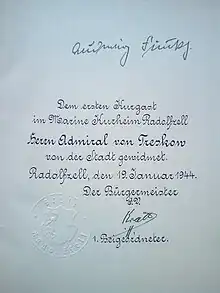 Dem ersten Kurgast
im Marine Kurheim Radolfzell
Herrn Admiral von Treskow
von der Stadt gewidmet.
Radolfzell, den 19. Januar 1944.
Der Bürgermeister
I.V.
1. Beigeordneter.